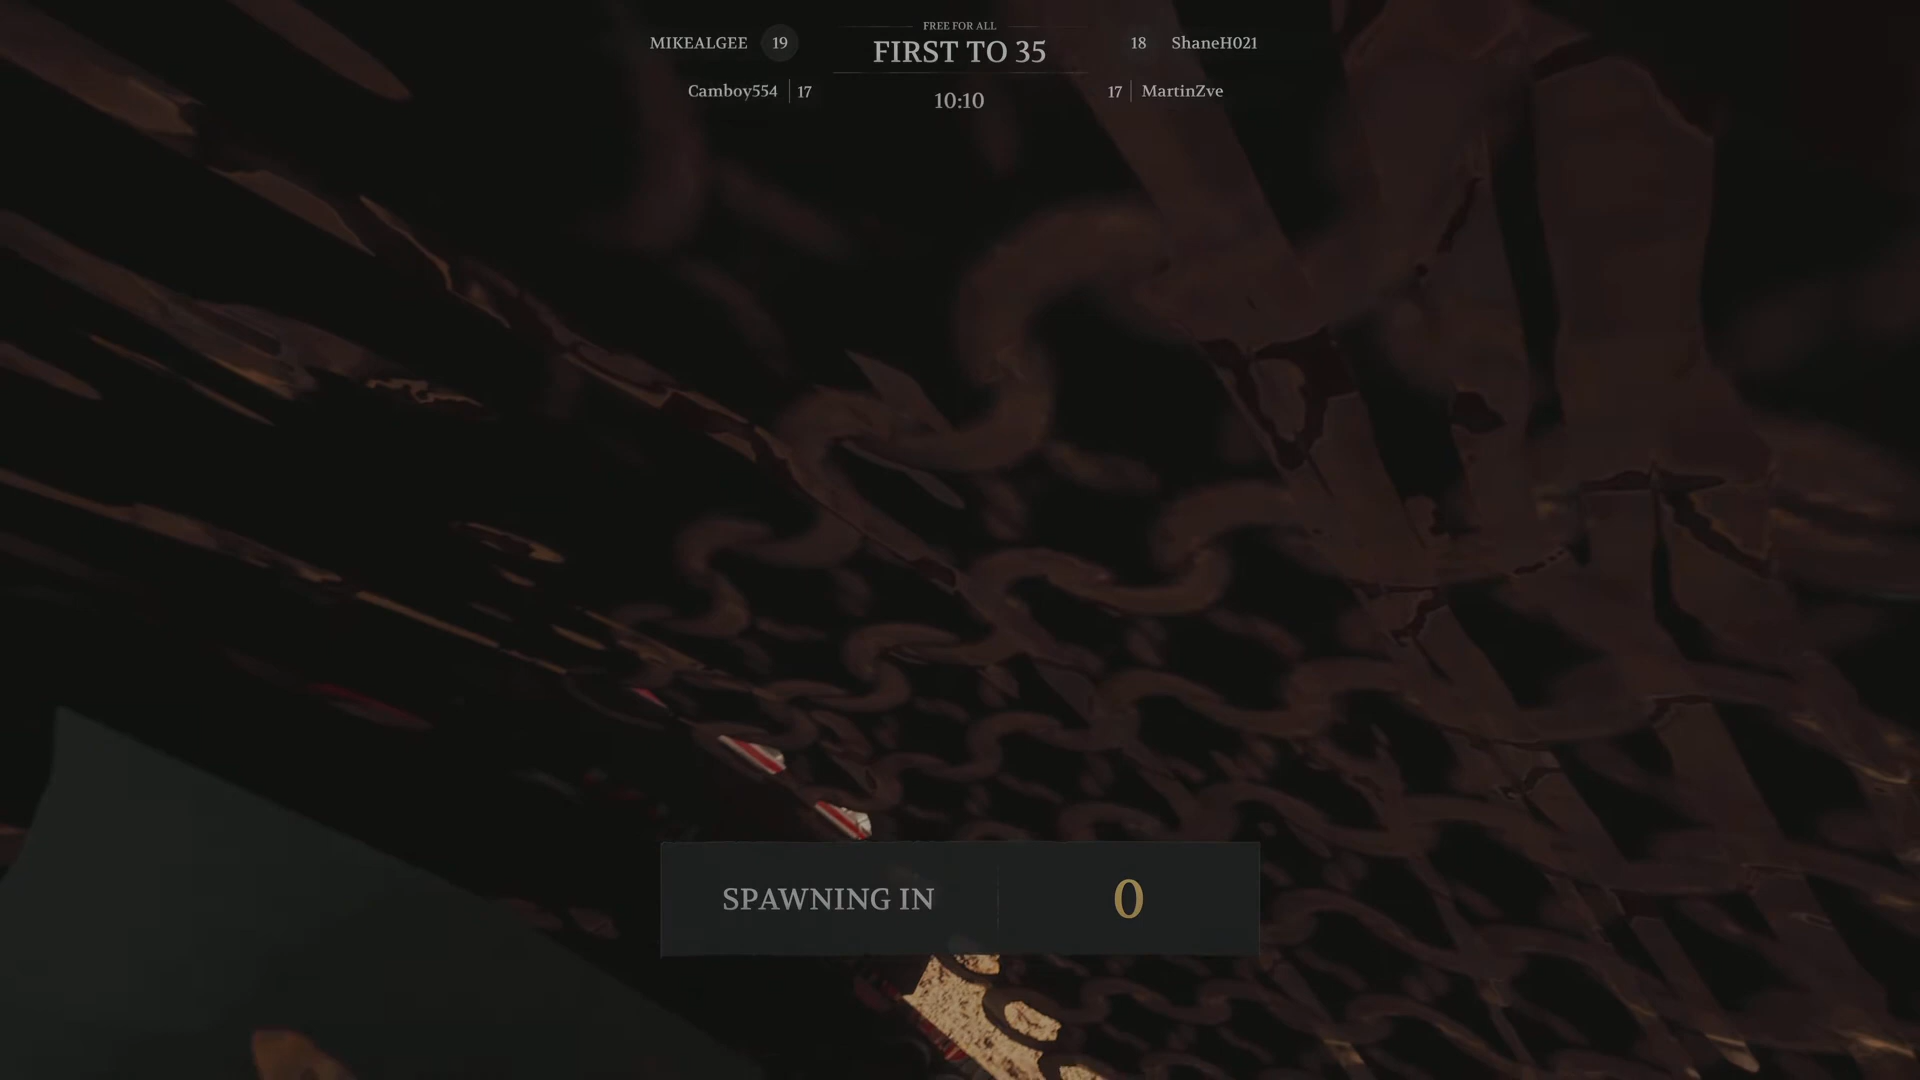 FREE FOR ALL
MIKEALGEE 19
FIRST TO 35
18 ShaneH021
Camboy554 17
17 MartinZve
10:10
SPAWNING IN 0